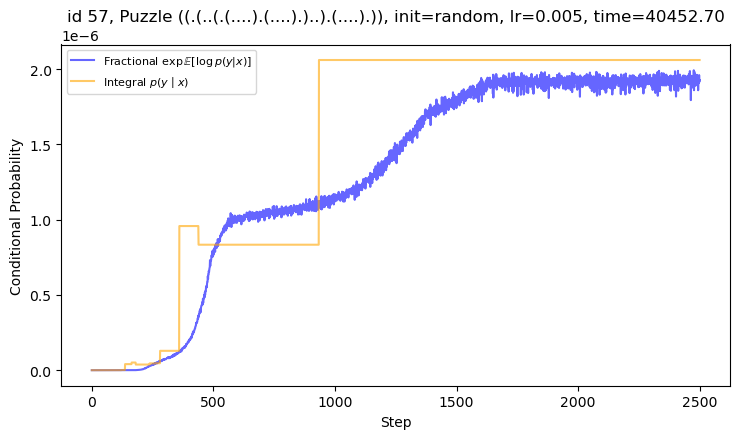 id 57, Puzzle ((.(..(.(....).(....).)..).(....).)), init=random, lr=0.005, time=40452.70
1e−6
Fractional exp𝔼[log p(y|x)]
Integral p(y | x)
2.0
1.5
1.0
0.5
0.0
Conditional Probability
0
500
1000
1500
2000
2500
Step